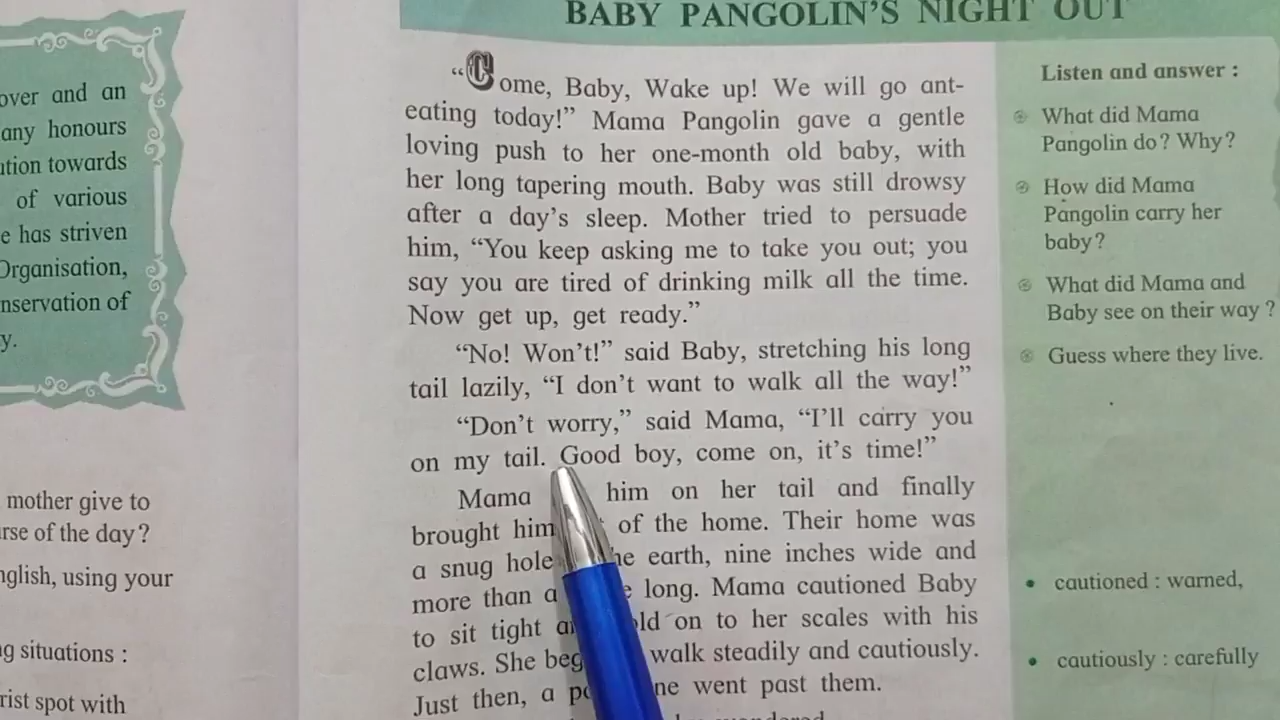 BABY PANGOLIN'S NIGHT OUT
over and an
any honours
ation towards
of various
e has striven
Organisation,
nservation of
y.
mother give to
rse of the day?
nglish, using your
ng situations :
rist spot with
"Come, Baby, Wake up! We will go ant-
eating today!" Mama Pangolin gave a gentle
loving push to her one-month old baby, with
her long tapering mouth. Baby was still drowsy
after a day's sleep. Mother tried to persuade
him, "You keep asking me to take you out; you
say you are tired of drinking milk all the time.
Now get up, get ready."
"No! Won't!" said Baby, stretching his long
tail lazily, "I don't want to walk all the way!"
"Don't worry," said Mama, "I'll carry you
on my tail. Good boy, come on, it's time!"
Mama him on her tail and finally
brought him of the home. Their home was
a snug hole he earth, nine inches wide and
more than a long. Mama cautioned Baby
to sit tight old on to her scales with his
claws. She beg walk steadily and cautiously.
Just then, a po ne went past them.
Listen and answer :
What did Mama
Pangolin do? Why?
How did Mama
Pangolin carry her
baby?
What did Mama and
Baby see on their way?
Guess where they live.
• cautioned : warned,
• cautiously : carefully